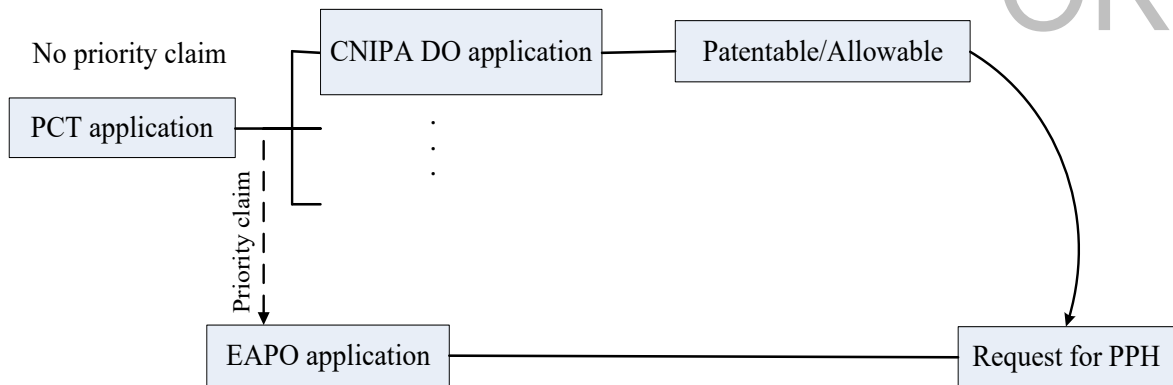 No priority claim
CNIPA DO application
Patentable/Allowable
PCT application
Priority claim
EAPO application
Request for PPH